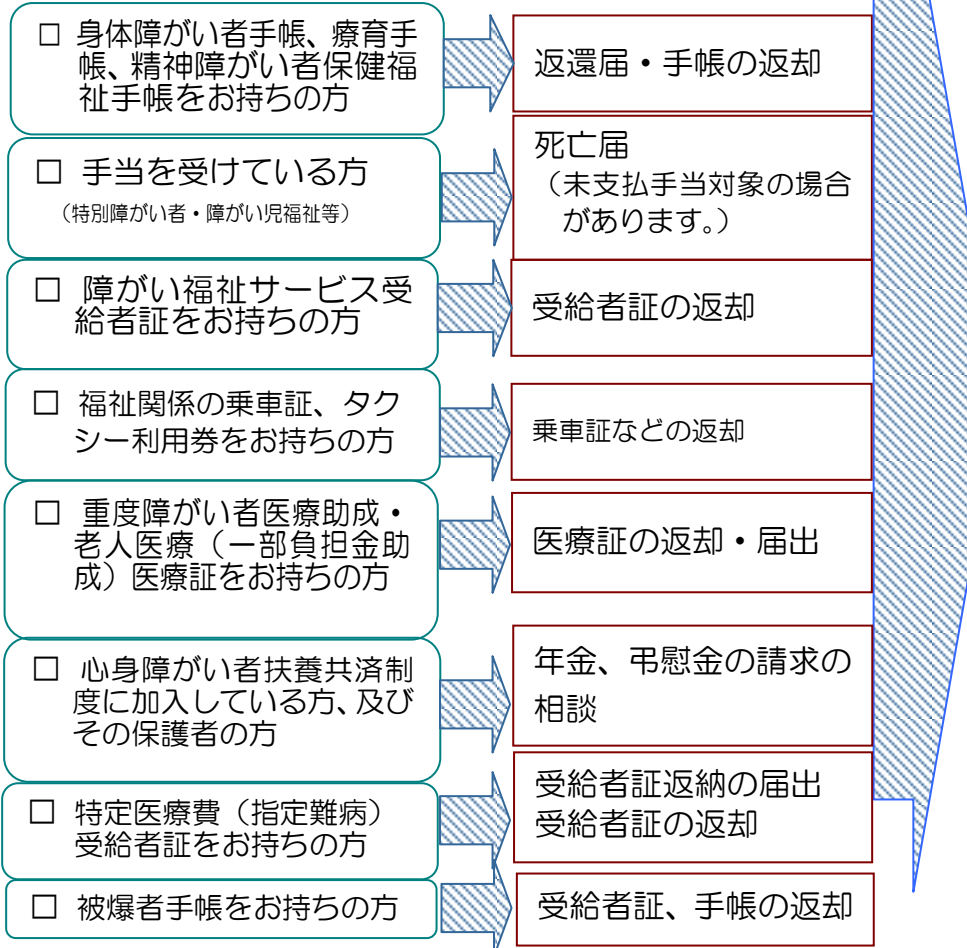 □ 身体障がい者手帳、療育手
帳、精神障がい者保健福
祉手帳をお持ちの方
返還届・手帳の返却
□ 手当を受けている方
（特別障がい者・障がい児福祉等）
死亡届
（未支払手当対象の場合
があります。）
□ 障がい福祉サービス受
給者証をお持ちの方
受給者証の返却
□ 福祉関係の乗車証、タク
シー利用券をお持ちの方
乗車証などの返却
□ 重度障がい者医療助成・
老人医療（一部負担金助
成）医療証をお持ちの方
医療証の返却・届出
□ 心身障がい者扶養共済制
度に加入している方、及び
その保護者の方
年金、弔慰金の請求の
相談
□ 特定医療費（指定難病）
受給者証をお持ちの方
受給者証返納の届出
受給者証の返却
□ 被爆者手帳をお持ちの方
受給者証、手帳の返却